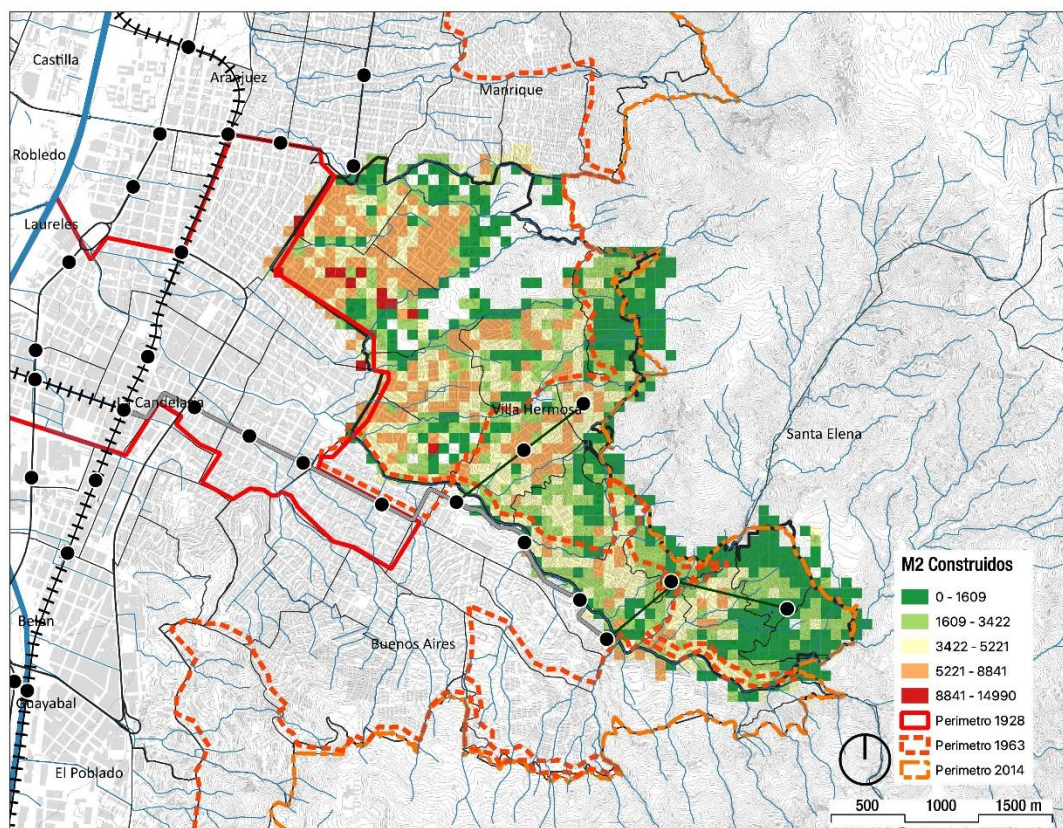 Castilla
Aranjuez
Manrique
Robledo
Laureles
La Candelaria
Villa Hermosa
Santa Elena
Belén
Buenos Aires
Guayabal
El Poblado
M2 Construidos
0 - 1609
1609 - 3422
3422 - 5221
5221 - 8841
8841 - 14990
Perimetro 1928
Perimetro 1963
Perimetro 2014
500 1000 1500 m